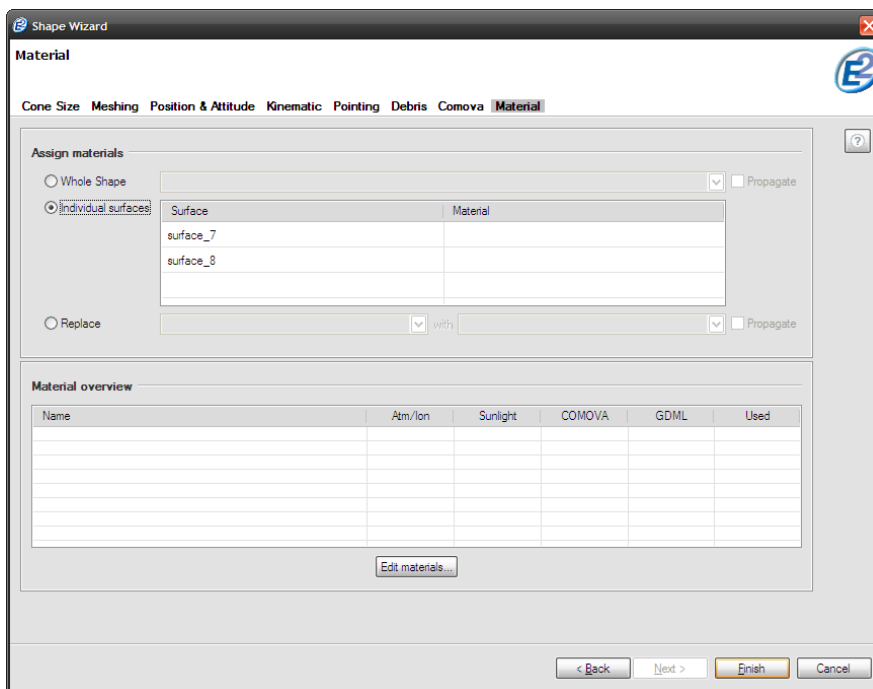 Shape Wizard
Material
E2
Cone Size Meshing Position & Attitude Kinematic Pointing Debris Comova Material
?
Assign materials
Whole Shape Propagate
Individual surfaces
Surface Material
surface_7
surface_8
Replace with Propagate
Material overview
Name Atm/Ion Sunlight COMOVA GDML Used
Edit materials...
< Back Next > Finish Cancel